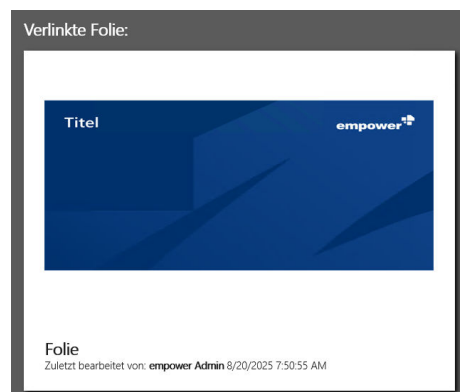 Verlinkte Folie:
Titel
empower
Folie
Zuletzt bearbeitet von: empower Admin 8/20/2025 7:50:55 AM